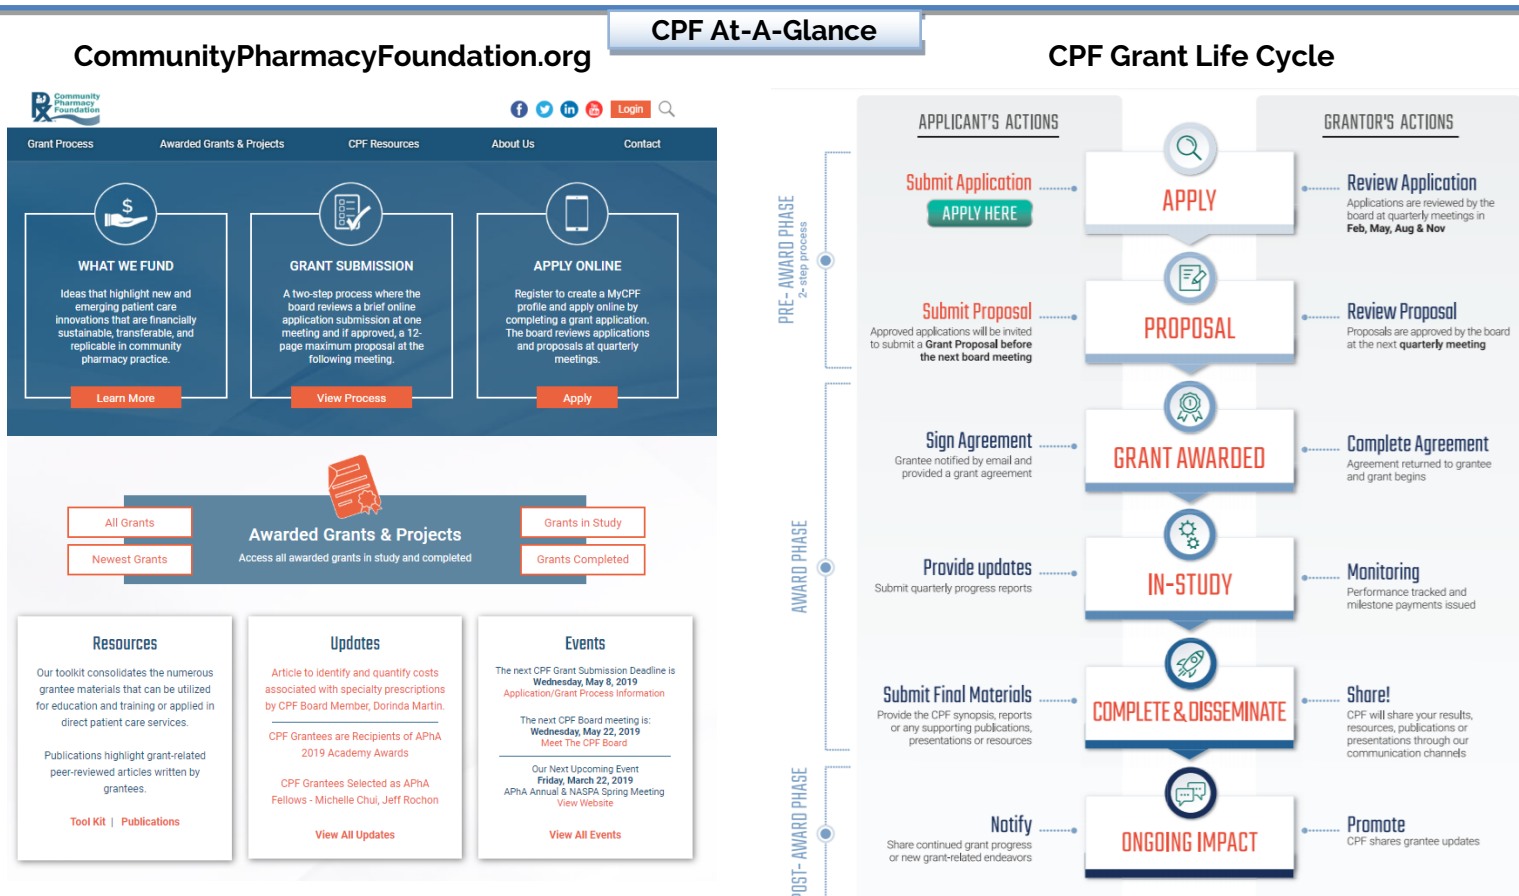 CPF At-A-Glance
CommunityPharmacyFoundation.org
Community
Pharmacy
Foundation
Login
Grant Process
Awarded Grants & Projects
CPF Resources
About Us
Contact
WHAT WE FUND
Ideas that highlight new and
emerging patient care
innovations that are financially
sustainable, transferable, and
replicable in community
pharmacy practice.
Learn More
GRANT SUBMISSION
A two-step process where the
board reviews a brief online
application submission at one
meeting and if approved, a 12-
page maximum proposal at the
following meeting.
View Process
APPLY ONLINE
Register to create a MyCPF
profile and apply online by
completing a grant application.
The board reviews applications
and proposals at quarterly
meetings.
Apply
All Grants
Newest Grants
Awarded Grants & Projects
Access all awarded grants in study and completed
Grants in Study
Grants Completed
Resources
Our toolkit consolidates the numerous
grantee materials that can be utilized
for education and training or applied in
direct patient care services.
Publications highlight grant-related
peer-reviewed articles written by
grantees.
Tool Kit | Publications
Updates
Article to identify and quantify costs
associated with specialty prescriptions
by CPF Board Member, Dorinda Martin.
CPF Grantees are Recipients of APhA
2019 Academy Awards
CPF Grantees Selected as APhA
Fellows - Michelle Chui, Jeff Rochon
View All Updates
Events
The next CPF Grant Submission Deadline is
Wednesday, May 8, 2019
Application/Grant Process Information
The next CPF Board meeting is:
Wednesday, May 22, 2019
Meet The CPF Board
Our Next Upcoming Event
Friday, March 22, 2019
APhA Annual & NASPA Spring Meeting
View Website
View All Events
CPF Grant Life Cycle
APPLICANT'S ACTIONS
GRANTOR'S ACTIONS
PRE- AWARD PHASE
2- step process
Submit Application
APPLY HERE
APPLY
Review Application
Applications are reviewed by the
board at quarterly meetings in
Feb, May, Aug & Nov
Submit Proposal
Approved applications will be invited
to submit a Grant Proposal before
the next board meeting
PROPOSAL
Review Proposal
Proposals are approved by the board
at the next quarterly meeting
AWARD PHASE
Sign Agreement
Grantee notified by email and
provided a grant agreement
GRANT AWARDED
Complete Agreement
Agreement returned to grantee
and grant begins
Provide updates
Submit quarterly progress reports
IN-STUDY
Monitoring
Performance tracked and
milestone payments issued
Submit Final Materials
Provide the CPF synopsis, reports
or any supporting publications,
presentations or resources
COMPLETE & DISSEMINATE
Share!
CPF will share your results,
resources, publications or
presentations through our
communication channels
POST- AWARD PHASE
Notify
Share continued grant progress
or new grant-related endeavors
ONGOING IMPACT
Promote
CPF shares grantee updates